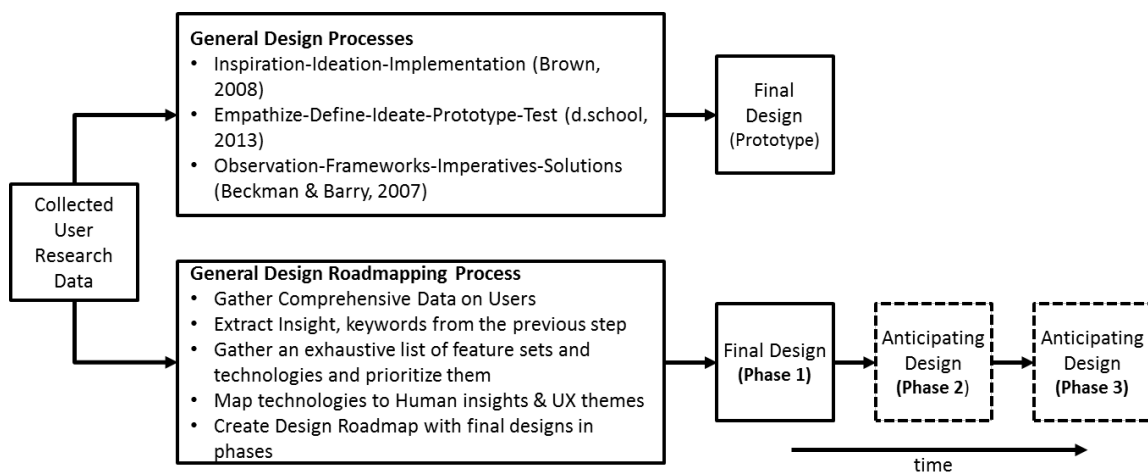 Collected
User
Research
Data
General Design Processes
• Inspiration-Ideation-Implementation (Brown,
2008)
• Empathize-Define-Ideate-Prototype-Test (d.school,
2013)
• Observation-Frameworks-Imperatives-Solutions
(Beckman & Barry, 2007)
Final
Design
(Prototype)
General Design Roadmapping Process
• Gather Comprehensive Data on Users
• Extract Insight, keywords from the previous step
• Gather an exhaustive list of feature sets and
technologies and prioritize them
• Map technologies to Human insights & UX themes
• Create Design Roadmap with final designs in
phases
Final Design
(Phase 1)
Anticipating
Design
(Phase 2)
Anticipating
Design
(Phase 3)
time